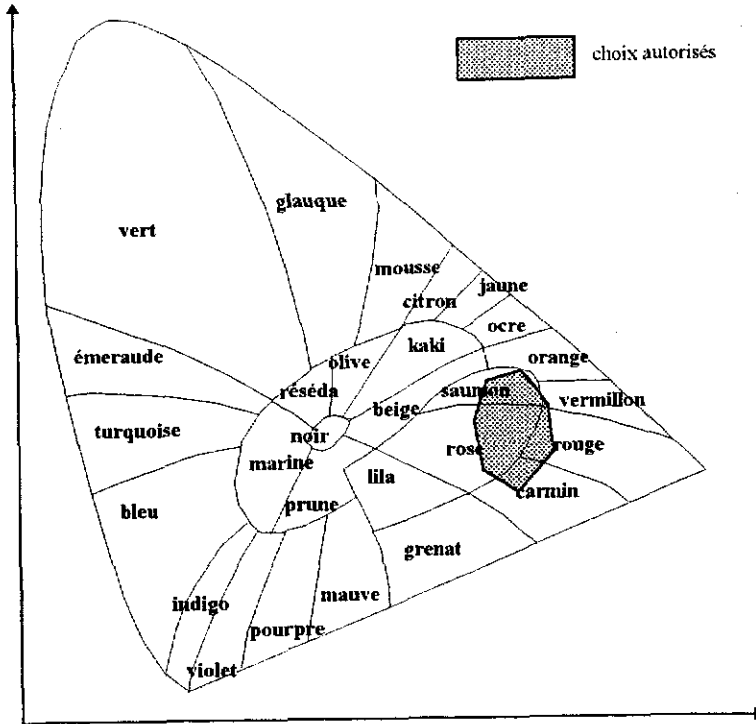 choix autorisés
glauque
vert
mousse
citron
jaune
ocre
kaki
orange
émeraude
olive
réséda
saumon
vermillon
beige
turquoise
noir
rose
rouge
marine
lila
carmin
prune
bleu
grenat
indigo
mauve
pourpre
violet